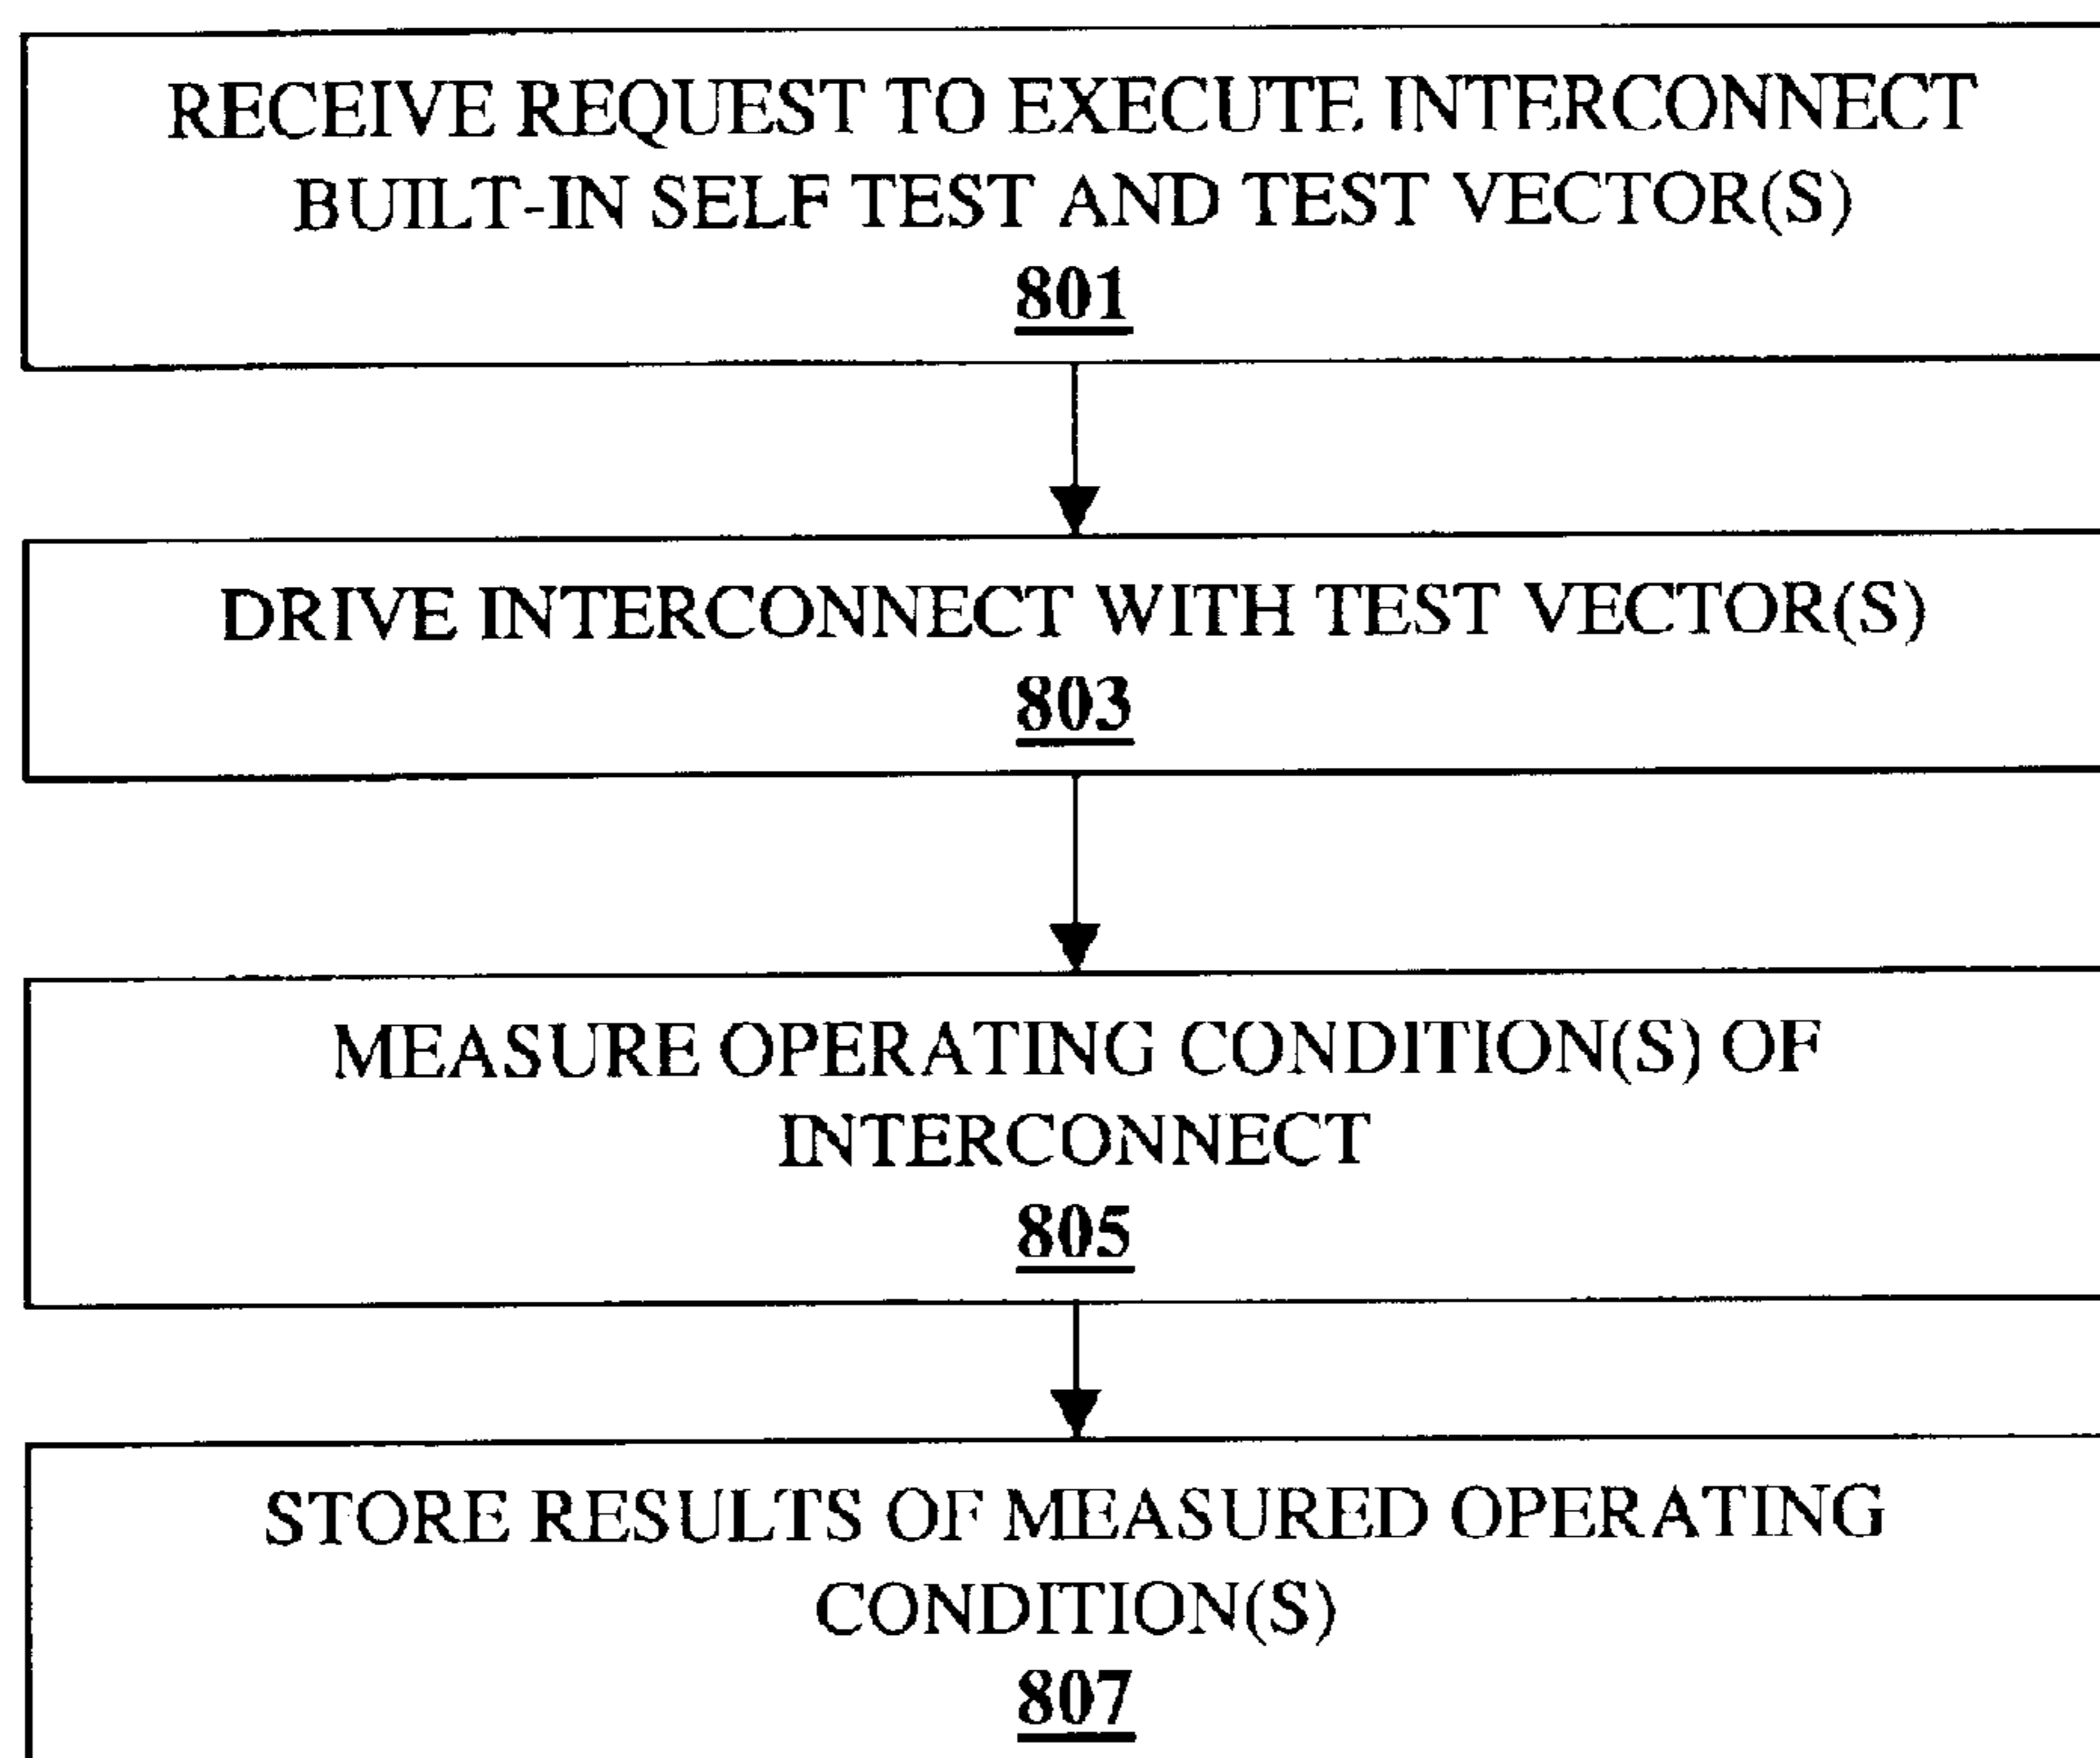 RECEIVE REQUEST TO EXECUTE INTERCONNECT
BUILT-IN SELF TEST AND TEST VECTOR(S)
801
DRIVE INTERCONNECT WITH TEST VECTOR(S)
803
MEASURE OPERATING CONDITION(S) OF
INTERCONNECT
805
STORE RESULTS OF MEASURED OPERATING
CONDITION(S)
807